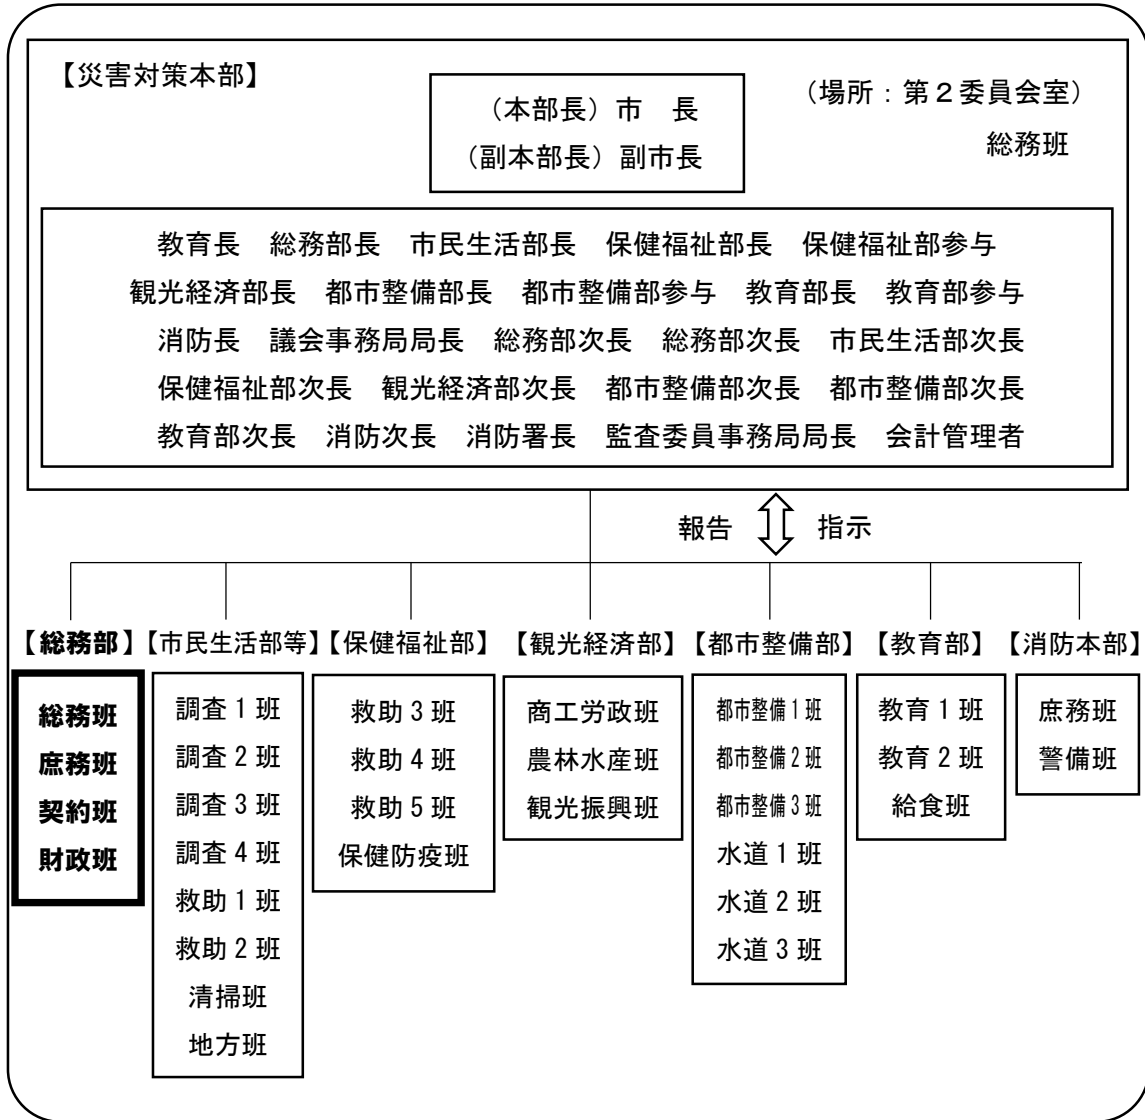 【災害対策本部】
（本部長）市　長
（副本部長）副市長
（場所：第２委員会室）
総務班
教育長　総務部長　市民生活部長　保健福祉部長　保健福祉部参与
観光経済部長　都市整備部長　都市整備部参与　教育部長　教育部参与
消防長　議会事務局局長　総務部次長　総務部次長　市民生活部次長
保健福祉部次長　観光経済部次長　都市整備部次長　都市整備部次長
教育部次長　消防次長　消防署長　監査委員事務局局長　会計管理者
報告　指示
【総務部】
総務班
庶務班
契約班
財政班
【市民生活部等】
調査１班
調査２班
調査３班
調査４班
救助１班
救助２班
清掃班
地方班
【保健福祉部】
救助３班
救助４班
救助５班
保健防疫班
【観光経済部】
商工労政班
農林水産班
観光振興班
【都市整備部】
都市整備１班
都市整備２班
都市整備３班
水道１班
水道２班
水道３班
【教育部】
教育１班
教育２班
給食班
【消防本部】
庶務班
警備班